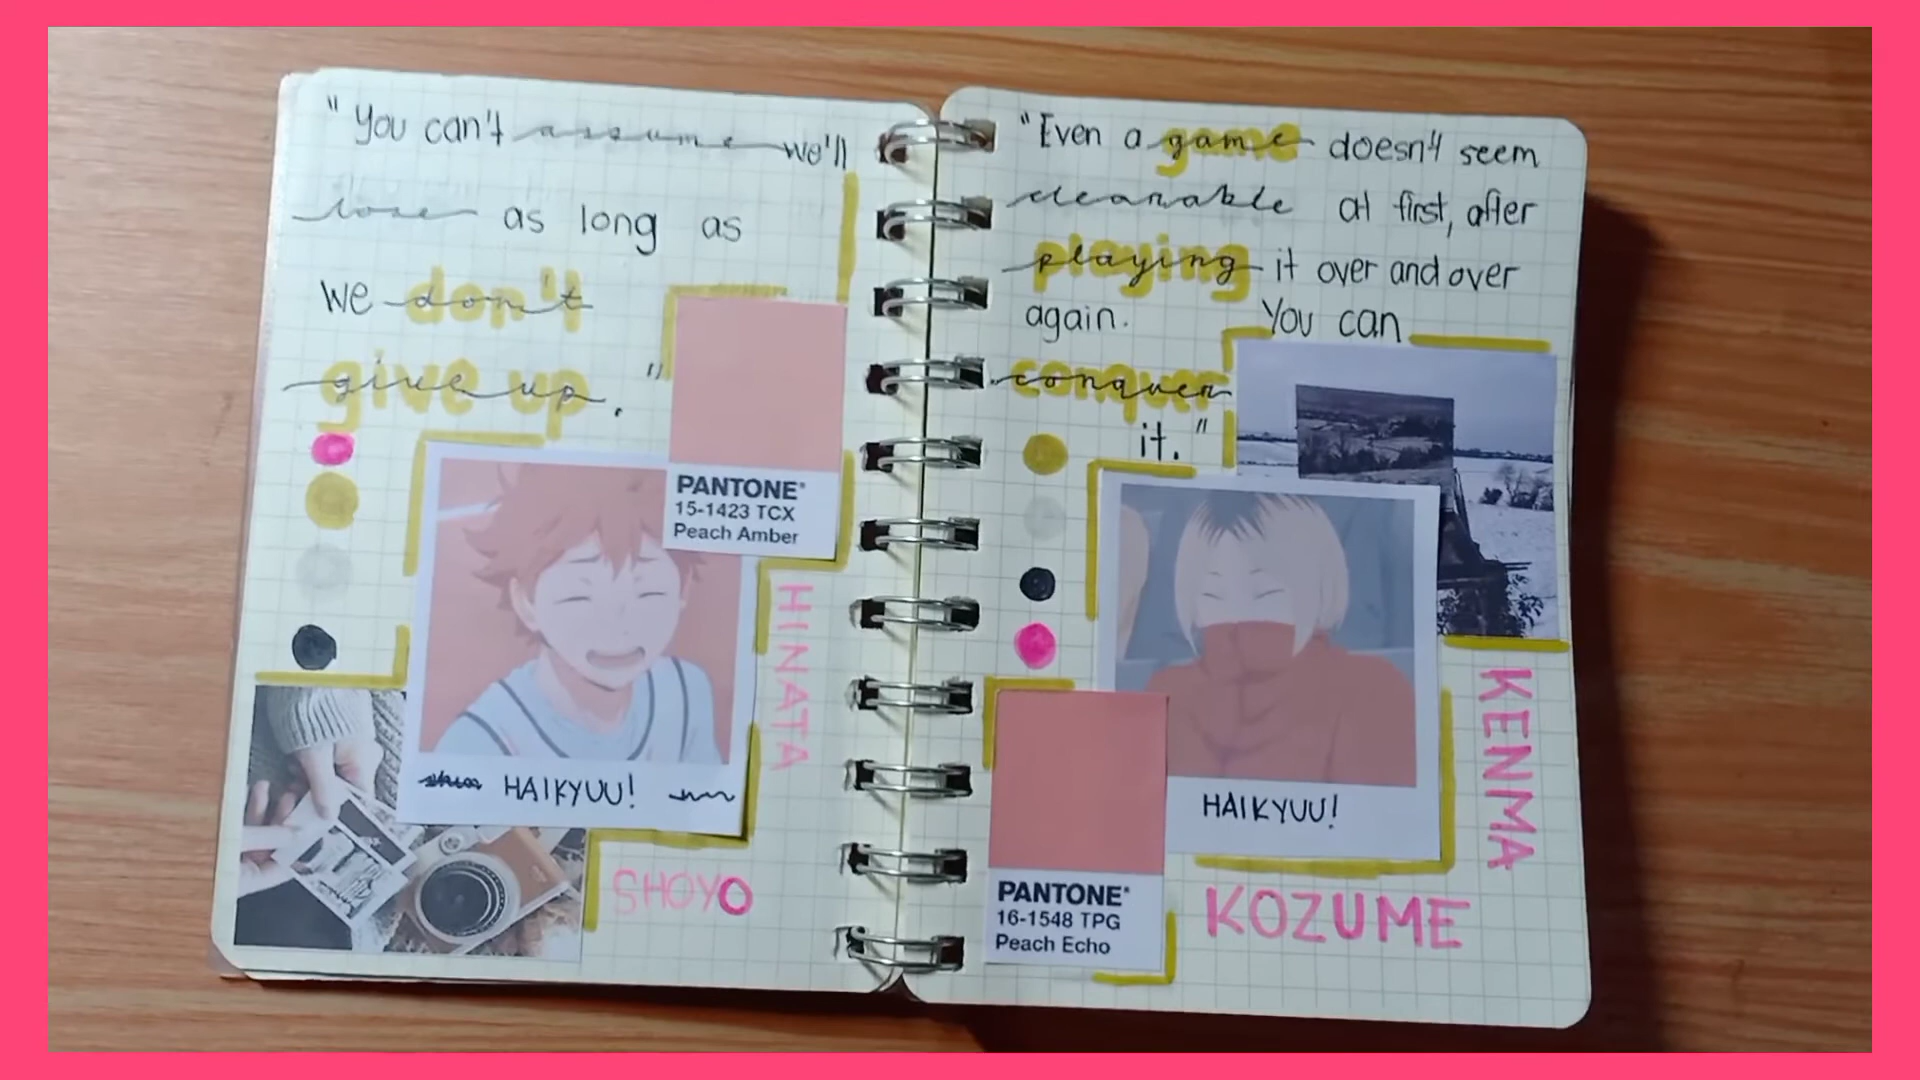 " You can't assume we'll
lose as long as
we don't
give up. "
PANTONE®
15-1423 TCX
Peach Amber
HINATA
HAIKYUU!
SHOYO
"Even a game doesn't seem
clearable at first, after
playing it over and over
again. You can
conquer
it."
KENMA
HAIKYUU!
PANTONE®
16-1548 TPG
Peach Echo
KOZUME